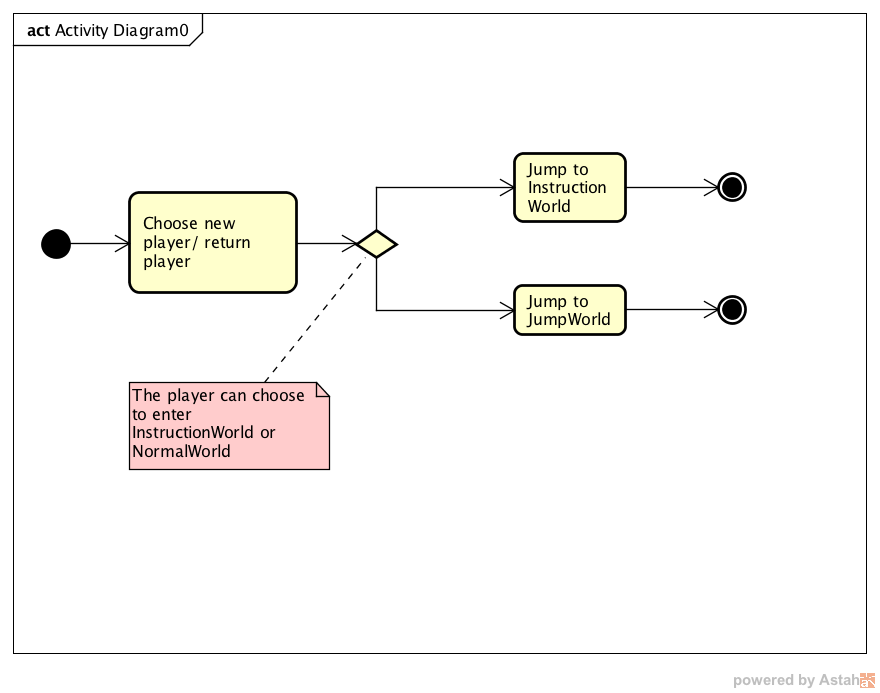 act Activity Diagram0
Choose new
player/ return
player
Jump to
Instruction
World
Jump to
JumpWorld
The player can choose
to enter
InstructionWorld or
NormalWorld
powered by Astah